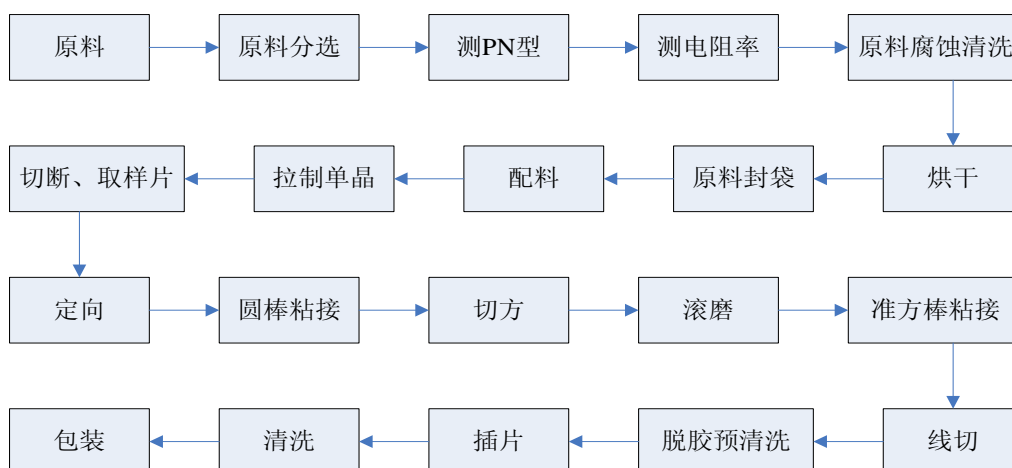 原料
原料分选
测PN型
测电阻率
原料腐蚀清洗
切断、取样片
拉制单晶
配料
原料封袋
烘干
定向
圆棒粘接
切方
滚磨
准方棒粘接
包装
清洗
插片
脱胶预清洗
线切